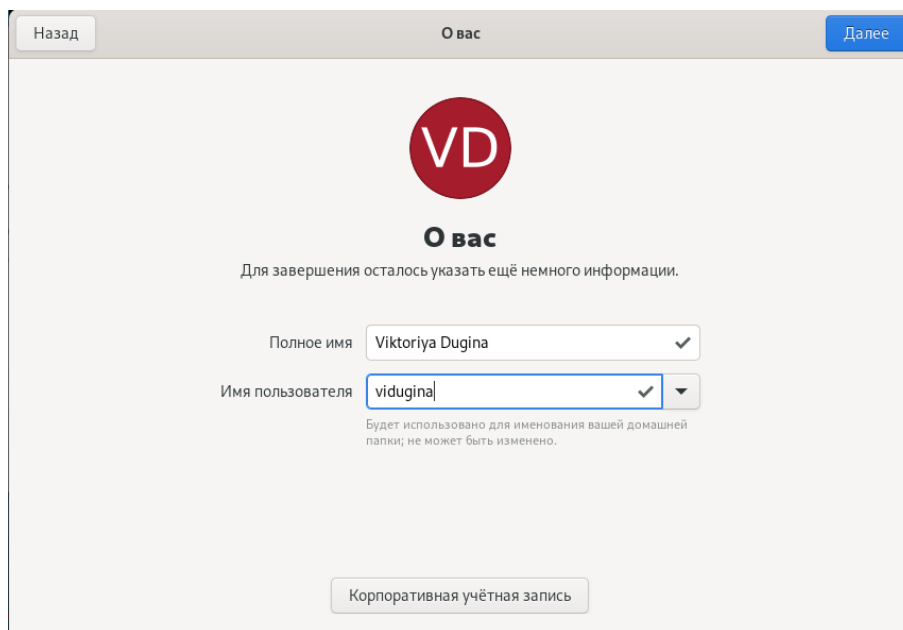 Назад
О вас
Далее
VD
О вас
Для завершения осталось указать ещё немного информации.
Полное имя
Viktoriya Dugina
Имя пользователя
vidugina
Будет использовано для именования вашей домашней
папки; не может быть изменено.
Корпоративная учётная запись